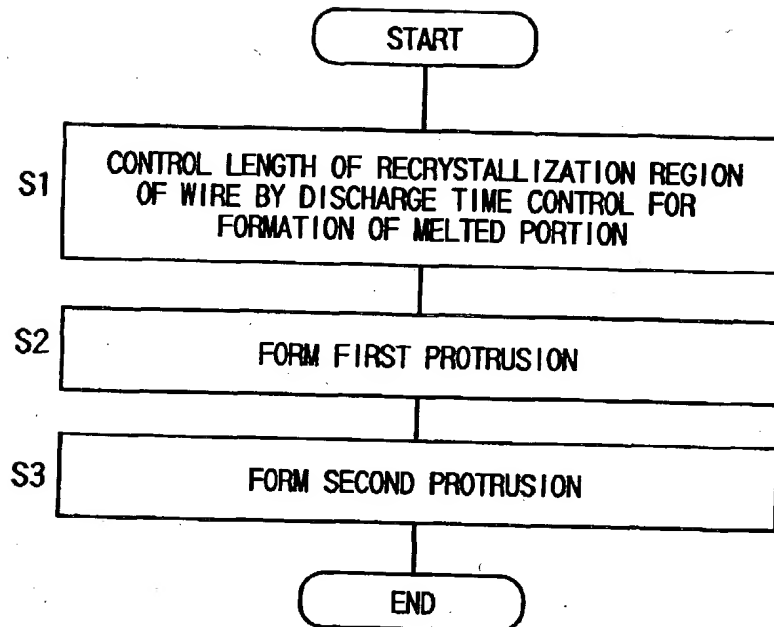 START
S1
CONTROL LENGTH OF RECRYSTALLIZATION REGION
OF WIRE BY DISCHARGE TIME CONTROL FOR
FORMATION OF MELTED PORTION
S2
FORM FIRST PROTRUSION
S3
FORM SECOND PROTRUSION
END